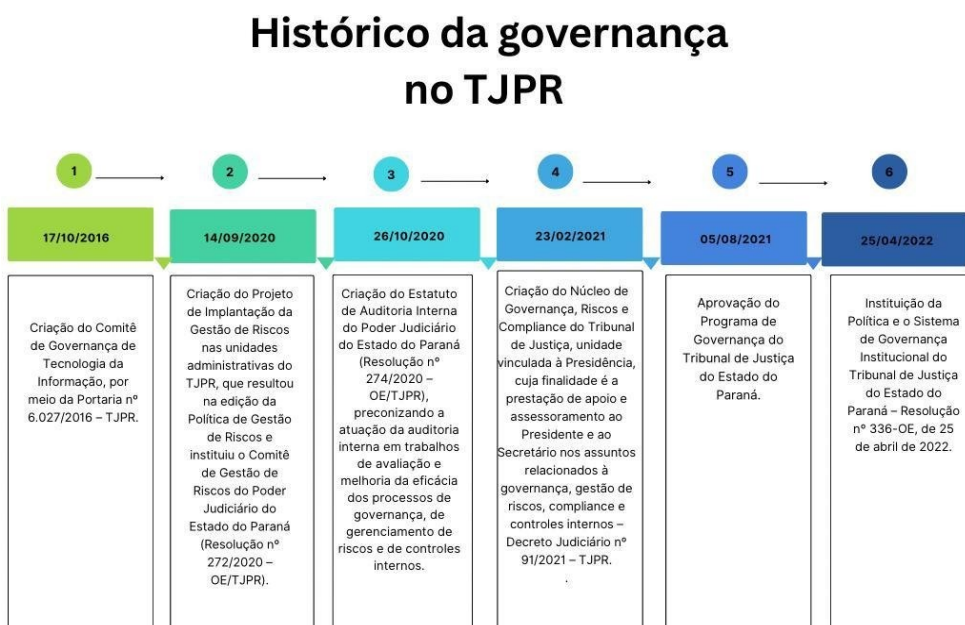 Histórico da governança
no TJPR
1
2
3
4
5
6
17/10/2016
14/09/2020
26/10/2020
23/02/2021
05/08/2021
25/04/2022
Criação do Comitê
de Governança de
Tecnologia da
Informação, por
meio da Portaria nº
6.027/2016 – TJPR.
Criação do Projeto
de Implantação da
Gestão de Riscos
nas unidades
administrativas do
TJPR, que resultou
na edição da
Política de Gestão
de Riscos e
instituiu o Comitê
de Gestão de
Riscos do Poder
Judiciário do
Estado do Paraná
(Resolução nº
272/2020 –
OE/TJPR).
Criação do Estatuto
de Auditoria Interna
do Poder Judiciário
do Estado do Paraná
(Resolução nº
274/2020 –
OE/TJPR),
preconizando a
atuação da auditoria
interna em trabalhos
de avaliação e
melhoria da eficácia
dos processos de
governança, de
gerenciamento de
riscos e de controles
internos.
Criação do Núcleo de
Governança, Riscos e
Compliance do Tribunal
de Justiça, unidade
vinculada à Presidência,
cuja finalidade é a
prestação de apoio e
assessoramento ao
Presidente e ao
Secretário nos assuntos
relacionados à
governança, gestão de
riscos, compliance e
controles internos –
Decreto Judiciário nº
91/2021 – TJPR.
.
Aprovação do
Programa de
Governança do
Tribunal de Justiça
do Estado do
Paraná.
Instituição da
Política e o Sistema
de Governança
Institucional do
Tribunal de Justiça
do Estado do
Paraná – Resolução
nº 336-OE, de 25
de abril de 2022.